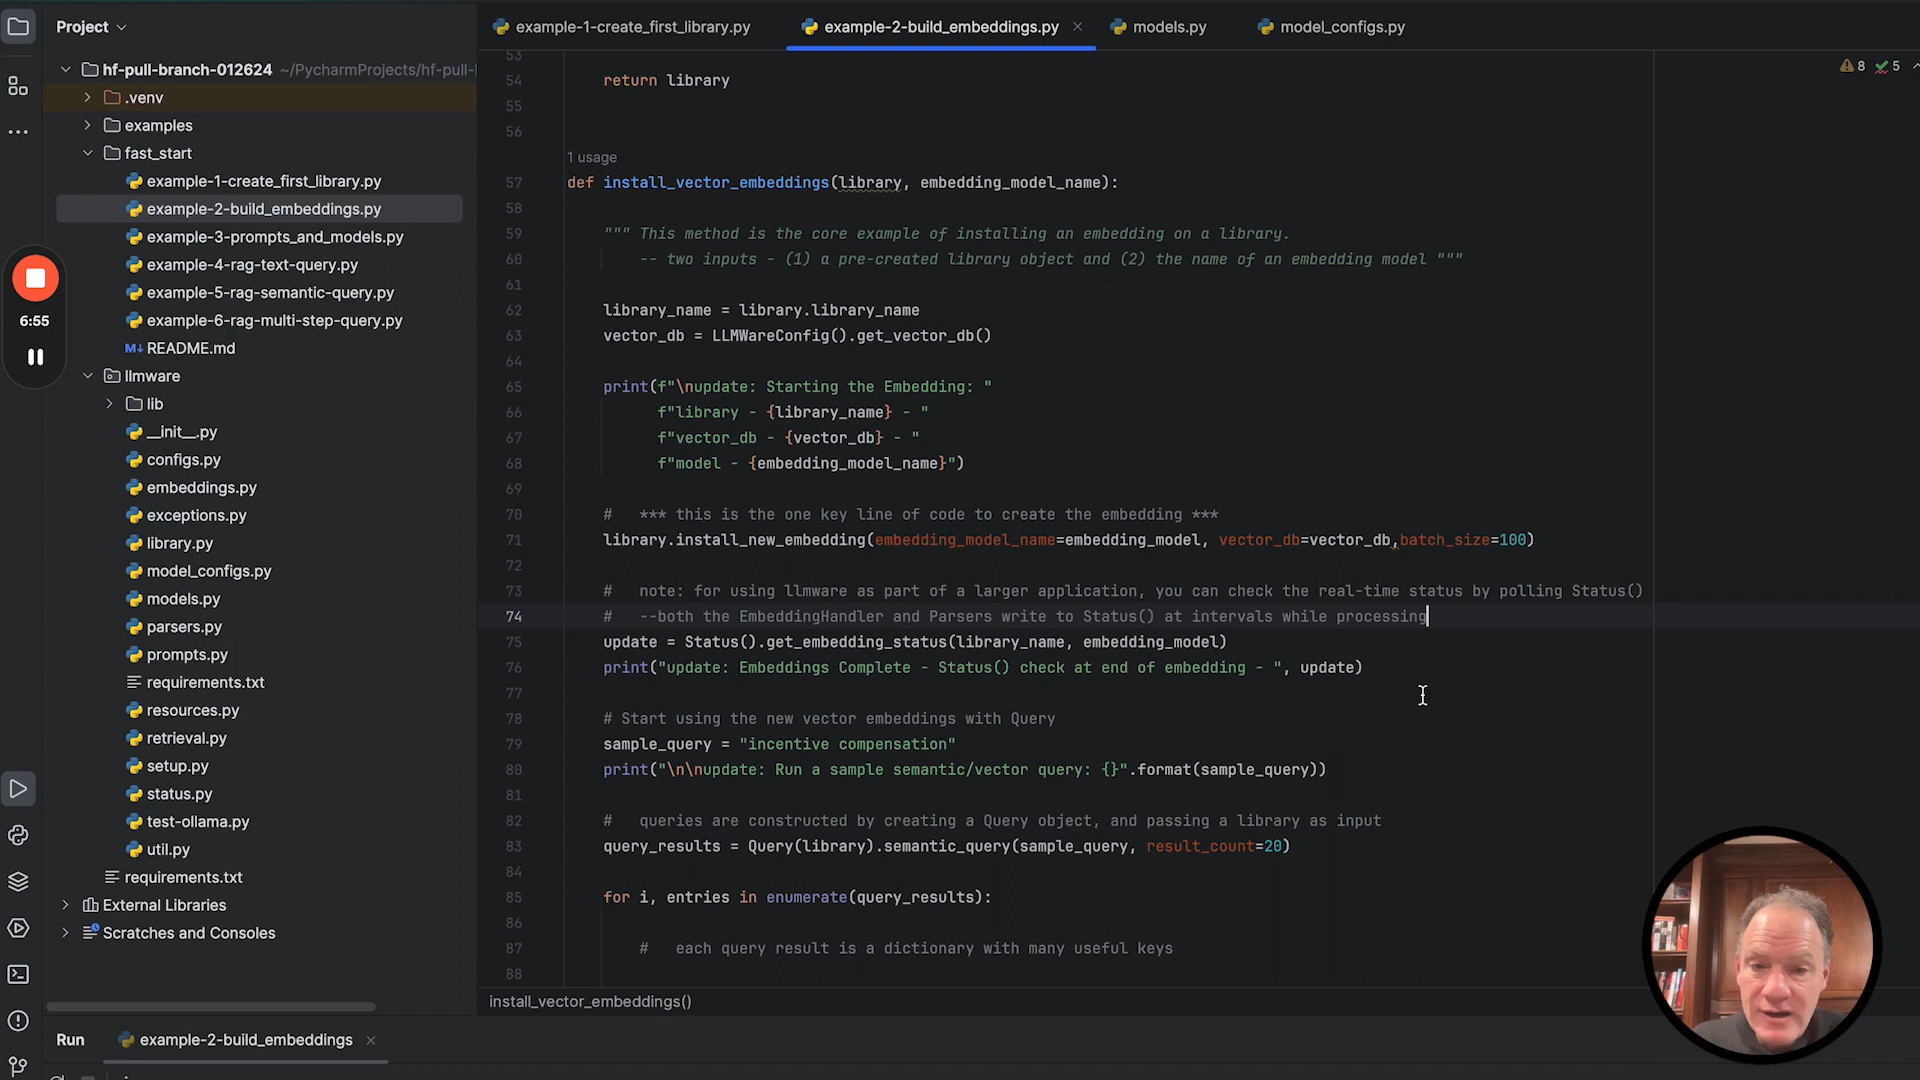 Project
hf-pull-branch-012624 ~/PycharmProjects/hf-pull-
.venv
examples
fast_start
example-1-create_first_library.py
example-2-build_embeddings.py
example-3-prompts_and_models.py
example-4-rag-text-query.py
example-5-rag-semantic-query.py
example-6-rag-multi-step-query.py
M↓ README.md
llmware
lib
__init__.py
configs.py
embeddings.py
exceptions.py
library.py
model_configs.py
models.py
parsers.py
prompts.py
requirements.txt
resources.py
retrieval.py
setup.py
status.py
test-ollama.py
util.py
requirements.txt
External Libraries
Scratches and Consoles
6:55
example-1-create_first_library.py example-2-build_embeddings.py models.py model_configs.py
8 5
53
54 return library
55
56
1 usage
57 def install_vector_embeddings(library, embedding_model_name):
58
59 """ This method is the core example of installing an embedding on a library.
60 -- two inputs - (1) a pre-created library object and (2) the name of an embedding model """
61
62 library_name = library.library_name
63 vector_db = LLMWareConfig().get_vector_db()
64
65 print(f"\nupdate: Starting the Embedding: "
66 f"library - {library_name} - "
67 f"vector_db - {vector_db} - "
68 f"model - {embedding_model_name}")
69
70 # *** this is the one key line of code to create the embedding ***
71 library.install_new_embedding(embedding_model_name=embedding_model, vector_db=vector_db,batch_size=100)
72
73 # note: for using llmware as part of a larger application, you can check the real-time status by polling Status()
74 # --both the EmbeddingHandler and Parsers write to Status() at intervals while processing
75 update = Status().get_embedding_status(library_name, embedding_model)
76 print("update: Embeddings Complete - Status() check at end of embedding - ", update)
77
78 # Start using the new vector embeddings with Query
79 sample_query = "incentive compensation"
80 print("\n\nupdate: Run a sample semantic/vector query: {}".format(sample_query))
81
82 # queries are constructed by creating a Query object, and passing a library as input
83 query_results = Query(library).semantic_query(sample_query, result_count=20)
84
85 for i, entries in enumerate(query_results):
86
87 # each query result is a dictionary with many useful keys
88
install_vector_embeddings()
Run example-2-build_embeddings